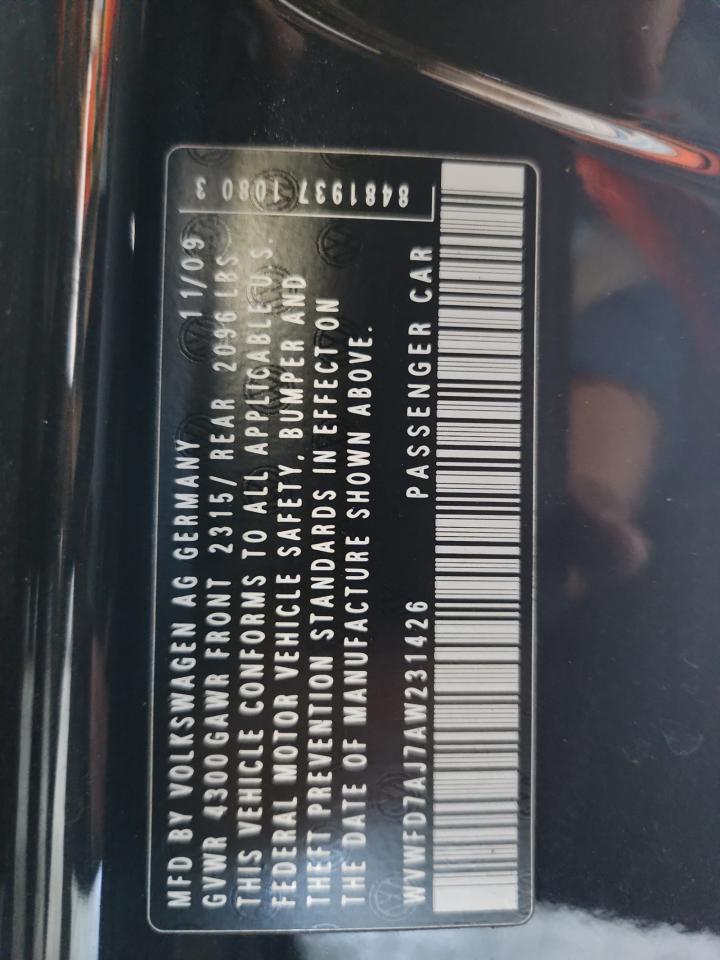 MFD BY VOLKSWAGEN AG GERMANY 11/09
GVWR 4300 GAWR FRONT 2315/ REAR 2096 LBS
THIS VEHICLE CONFORMS TO ALL APPLICABLE U.S.
FEDERAL MOTOR VEHICLE SAFETY, BUMPER AND
THEFT PREVENTION STANDARDS IN EFFECT ON
THE DATE OF MANUFACTURE SHOWN ABOVE.
WVWFD7AJ7AW231426 PASSENGER CAR
8481937 1080 3